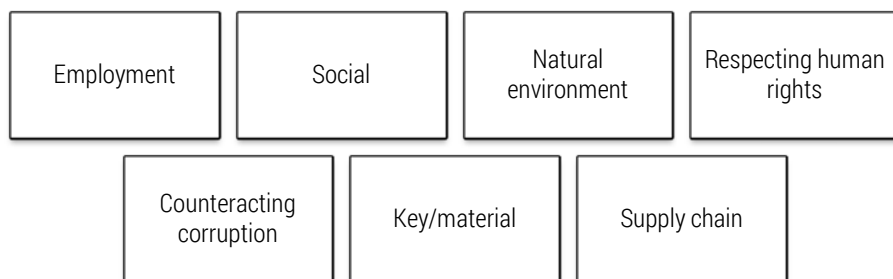 Employment
Social
Natural
environment
Respecting human
rights
Counteracting
corruption
Key/material
Supply chain